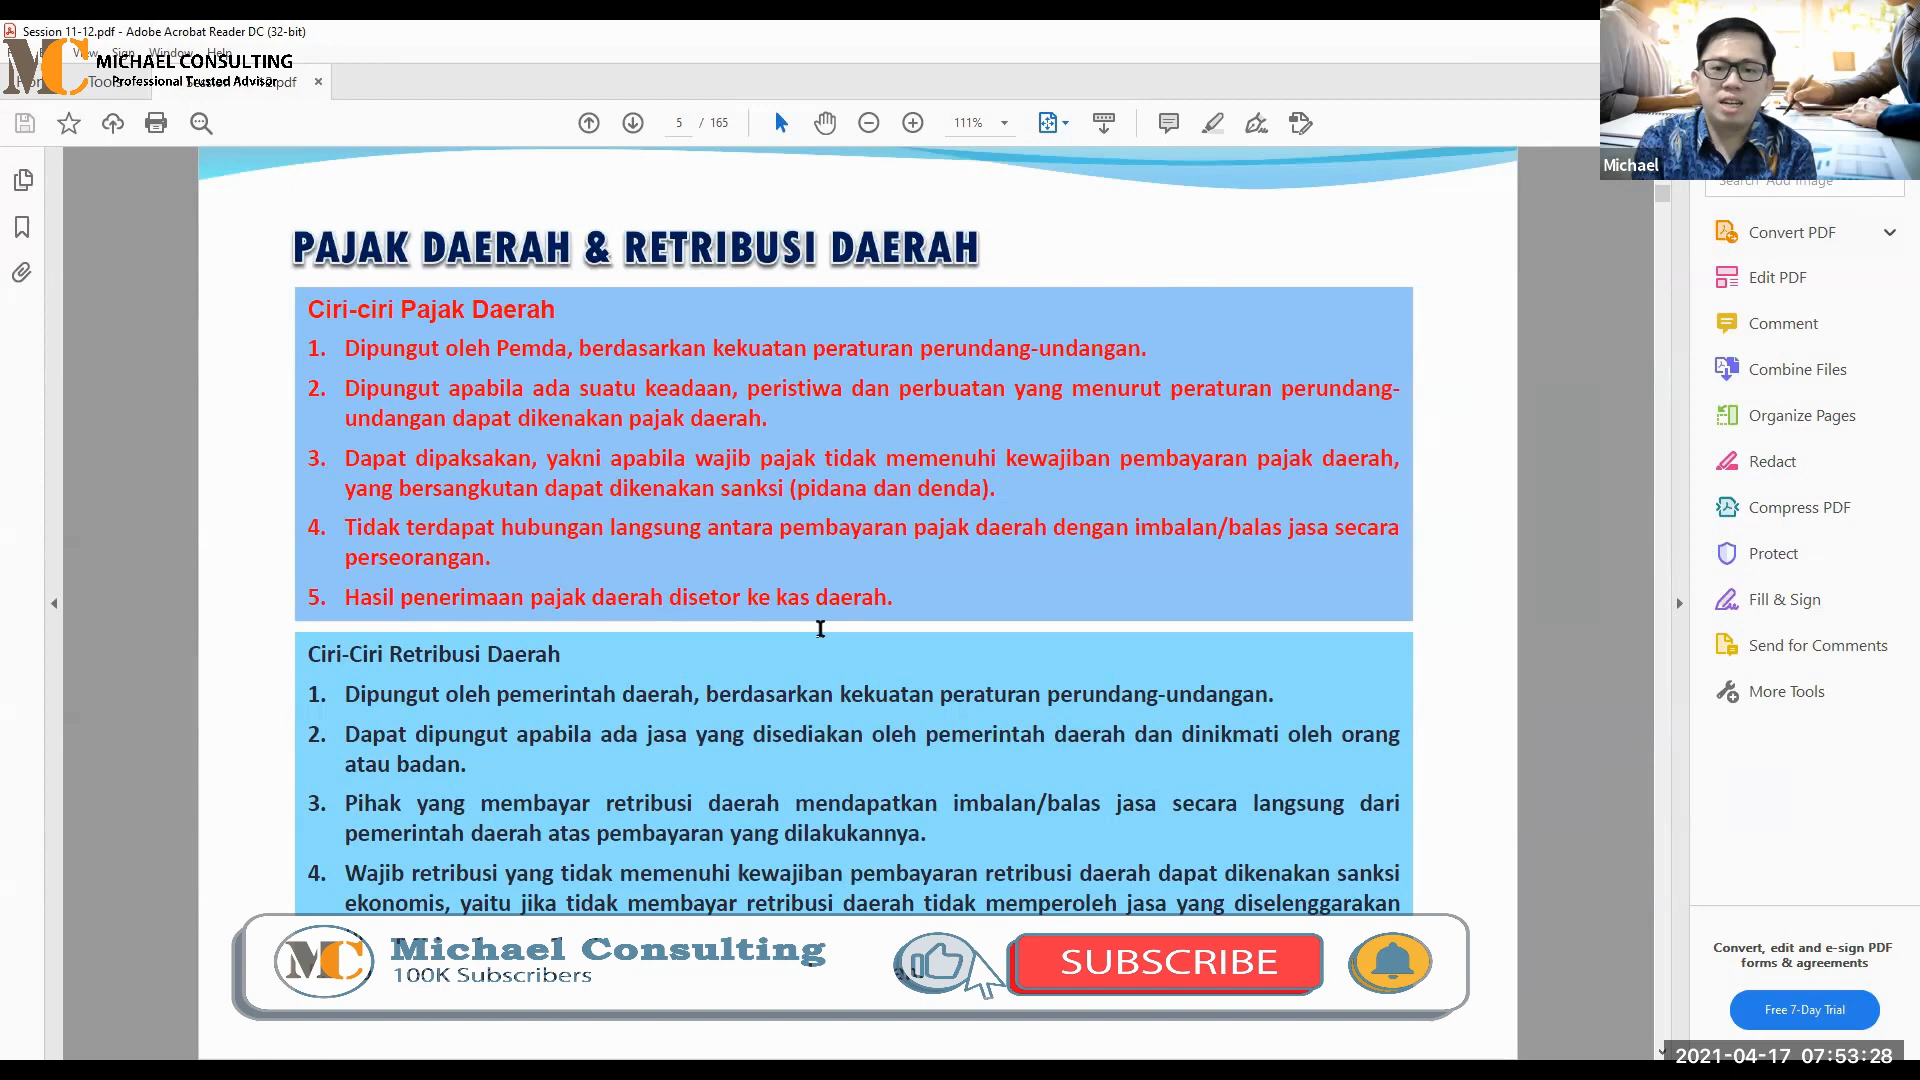 Session 11-12.pdf - Adobe Acrobat Reader DC (32-bit)
View Sign Window Help
MC MICHAEL CONSULTING
Professional Trusted Advisor
Tools
× 
5 / 165
111%
Michael
PAJAK DAERAH & RETRIBUSI DAERAH
Ciri-ciri Pajak Daerah
1. Dipungut oleh Pemda, berdasarkan kekuatan peraturan perundang-undangan.
2. Dipungut apabila ada suatu keadaan, peristiwa dan perbuatan yang menurut peraturan perundang-
undangan dapat dikenakan pajak daerah.
3. Dapat dipaksakan, yakni apabila wajib pajak tidak memenuhi kewajiban pembayaran pajak daerah,
yang bersangkutan dapat dikenakan sanksi (pidana dan denda).
4. Tidak terdapat hubungan langsung antara pembayaran pajak daerah dengan imbalan/balas jasa secara
perseorangan.
5. Hasil penerimaan pajak daerah disetor ke kas daerah.
Ciri-Ciri Retribusi Daerah
1. Dipungut oleh pemerintah daerah, berdasarkan kekuatan peraturan perundang-undangan.
2. Dapat dipungut apabila ada jasa yang disediakan oleh pemerintah daerah dan dinikmati oleh orang
atau badan.
3. Pihak yang membayar retribusi daerah mendapatkan imbalan/balas jasa secara langsung dari
pemerintah daerah atas pembayaran yang dilakukannya.
4. Wajib retribusi yang tidak memenuhi kewajiban pembayaran retribusi daerah dapat dikenakan sanksi
ekonomis, yaitu jika tidak membayar retribusi daerah tidak memperoleh jasa yang diselenggarakan
MC Michael Consulting
100K Subscribers
SUBSCRIBE
Search 'Add Image'
Convert PDF
Edit PDF
Comment
Combine Files
Organize Pages
Redact
Compress PDF
Protect
Fill & Sign
Send for Comments
More Tools
Convert, edit and e-sign PDF
forms & agreements
Free 7-Day Trial
2021-04-17 07:53:28